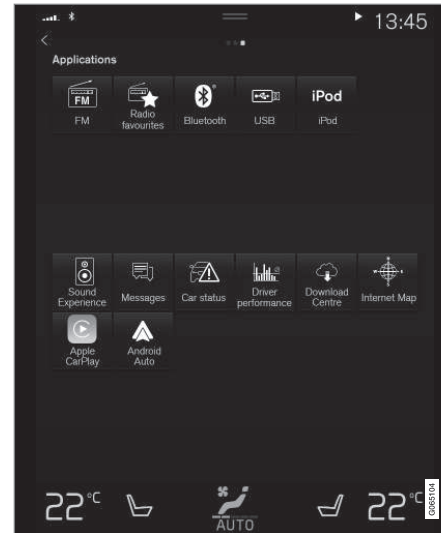 13:45
Applications
FM
iPod
FM
Radio
favourites
Bluetooth
USB
iPod
Sound
Experience
Messages
Car status
Driver
performance
Download
Centre
Internet Map
Apple
CarPlay
Android
Auto
22°C
AUTO
22°C
G065104